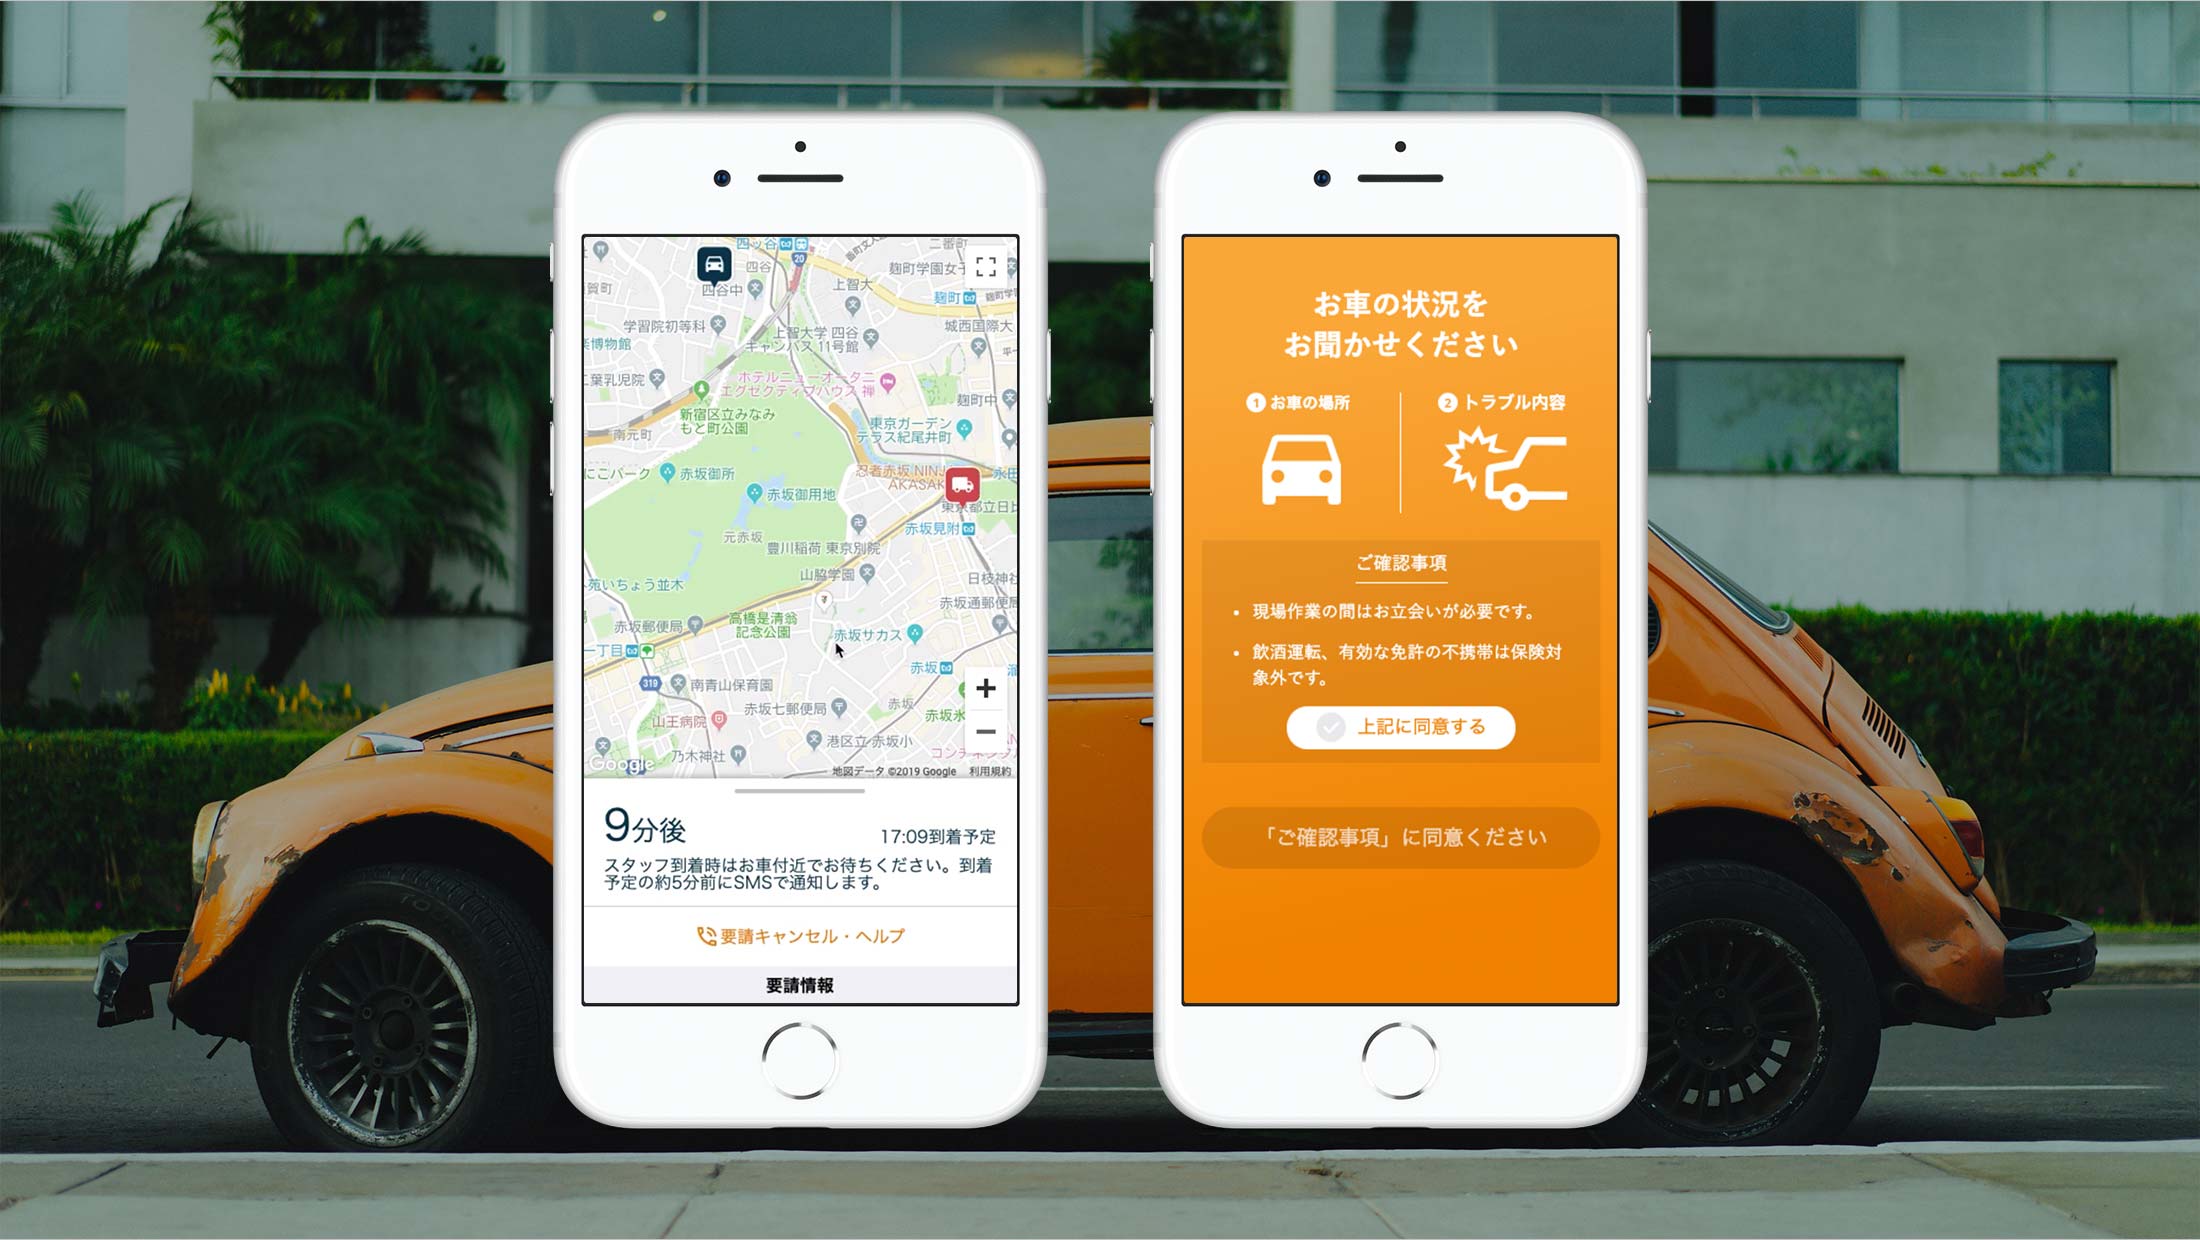 四ッ谷
20
二番町
四谷
麹町学園女子
四谷中
上智大
麹町
学習院初等科
上智大学 四谷
キャンパス 11号館
城西国際大
二葉乳児院
ホテルニューオータニ
エグゼクティブハウス 禅
麹町中
新宿区立みなみ
もと町公園
南元町
東京ガーデン
テラス紀尾井町
赤坂御所
忍者赤坂 NINJ
AKASAK
永田
赤坂御用地
東京都立日比
赤坂見附
元赤坂
豊川稲荷 東京別院
山脇学園
日枝神社
苑いちょう並木
赤坂通郵便局
高橋是清翁
記念公園
赤坂郵便局
赤坂サカス
一丁目
赤坂
319
南青山保育園
赤坂七郵便局
赤坂
赤坂氷
山王病院
港区立 赤坂小
乃木神社
Google
地図データ ©2019 Google
利用規約
9分後
17:09到着予定
スタッフ到着時はお車付近でお待ちください。到着
予定の約5分前にSMSで通知します。
要請キャンセル・ヘルプ
要請情報
お車の状況を
お聞かせください
1 お車の場所
2 トラブル内容
ご確認事項
• 現場作業の間はお立会いが必要です。
• 飲酒運転、有効な免許の不携帯は保険対
象外です。
上記に同意する
「ご確認事項」に同意ください